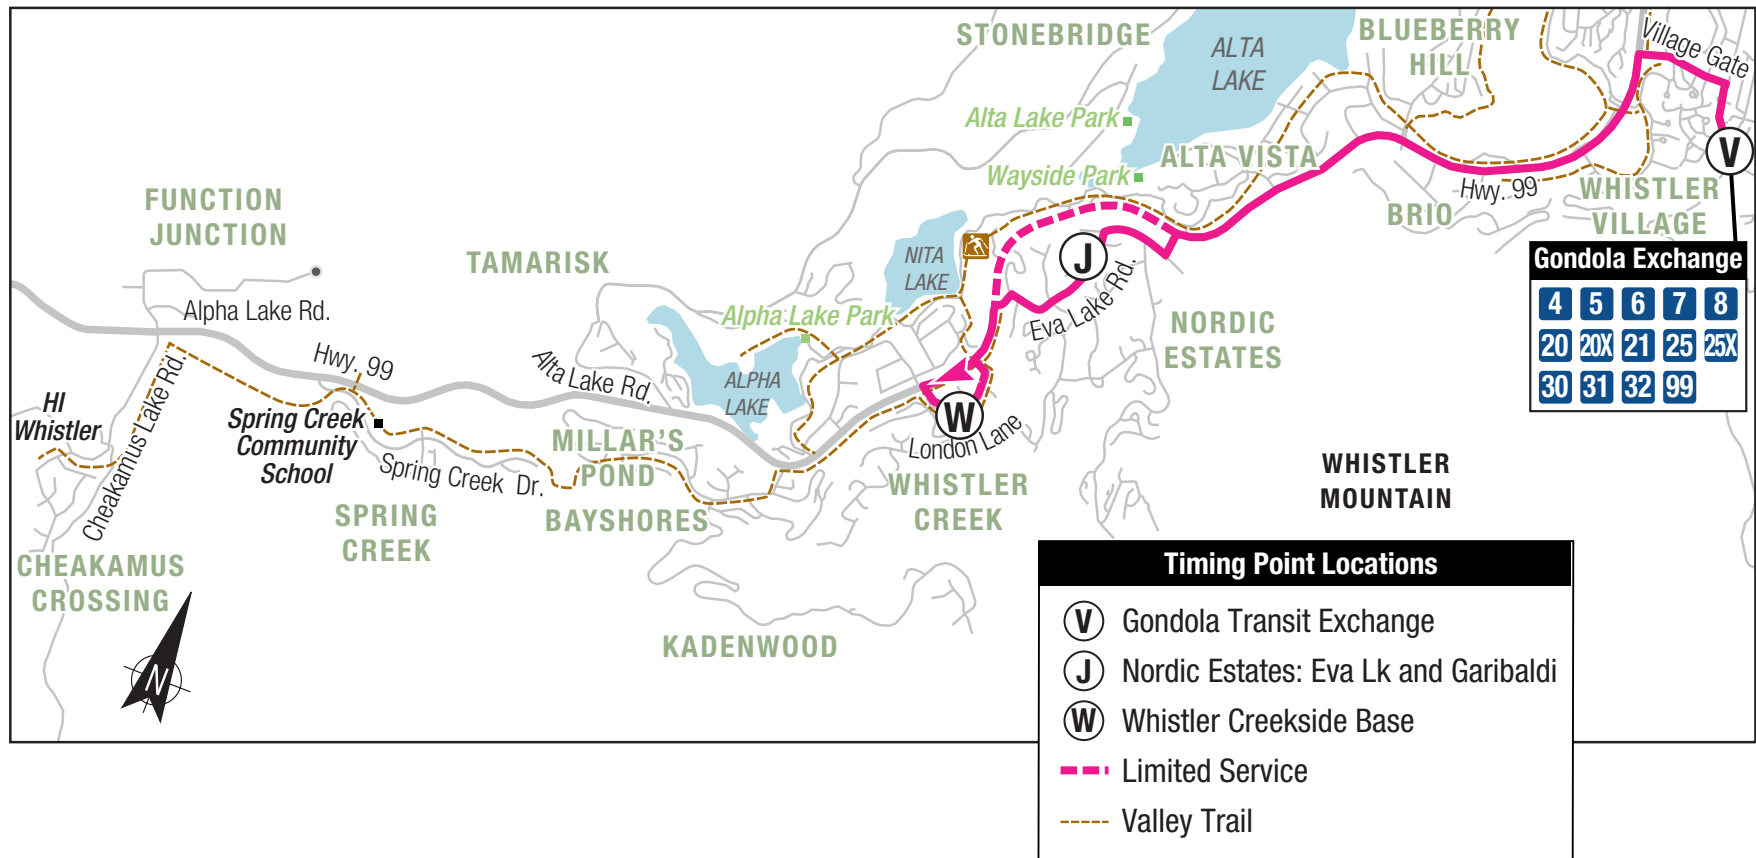 STONEBRIDGE
ALTA
LAKE
BLUEBERRY
HILL
Village Gate
Alta Lake Park
Wayside Park
ALTA VISTA
V
Hwy. 99
WHISTLER
VILLAGE
BRIO
FUNCTION
JUNCTION
TAMARISK
NITA
LAKE
J
Eva Lake Rd.
Gondola Exchange
4 5 6 7 8
20 20X 21 25 25X
30 31 32 99
Alpha Lake Rd.
Alpha Lake Park
NORDIC
ESTATES
Hwy. 99
Alta Lake Rd.
ALPHA
LAKE
W
London Lane
HI
Whistler
Cheakamus Lake Rd.
Spring Creek
Community
School
Spring Creek Dr.
MILLAR'S
POND
WHISTLER
CREEK
WHISTLER
MOUNTAIN
SPRING
CREEK
BAYSHORES
CHEAKAMUS
CROSSING
KADENWOOD
N
Timing Point Locations
V Gondola Transit Exchange
J Nordic Estates: Eva Lk and Garibaldi
W Whistler Creekside Base
Limited Service
Valley Trail